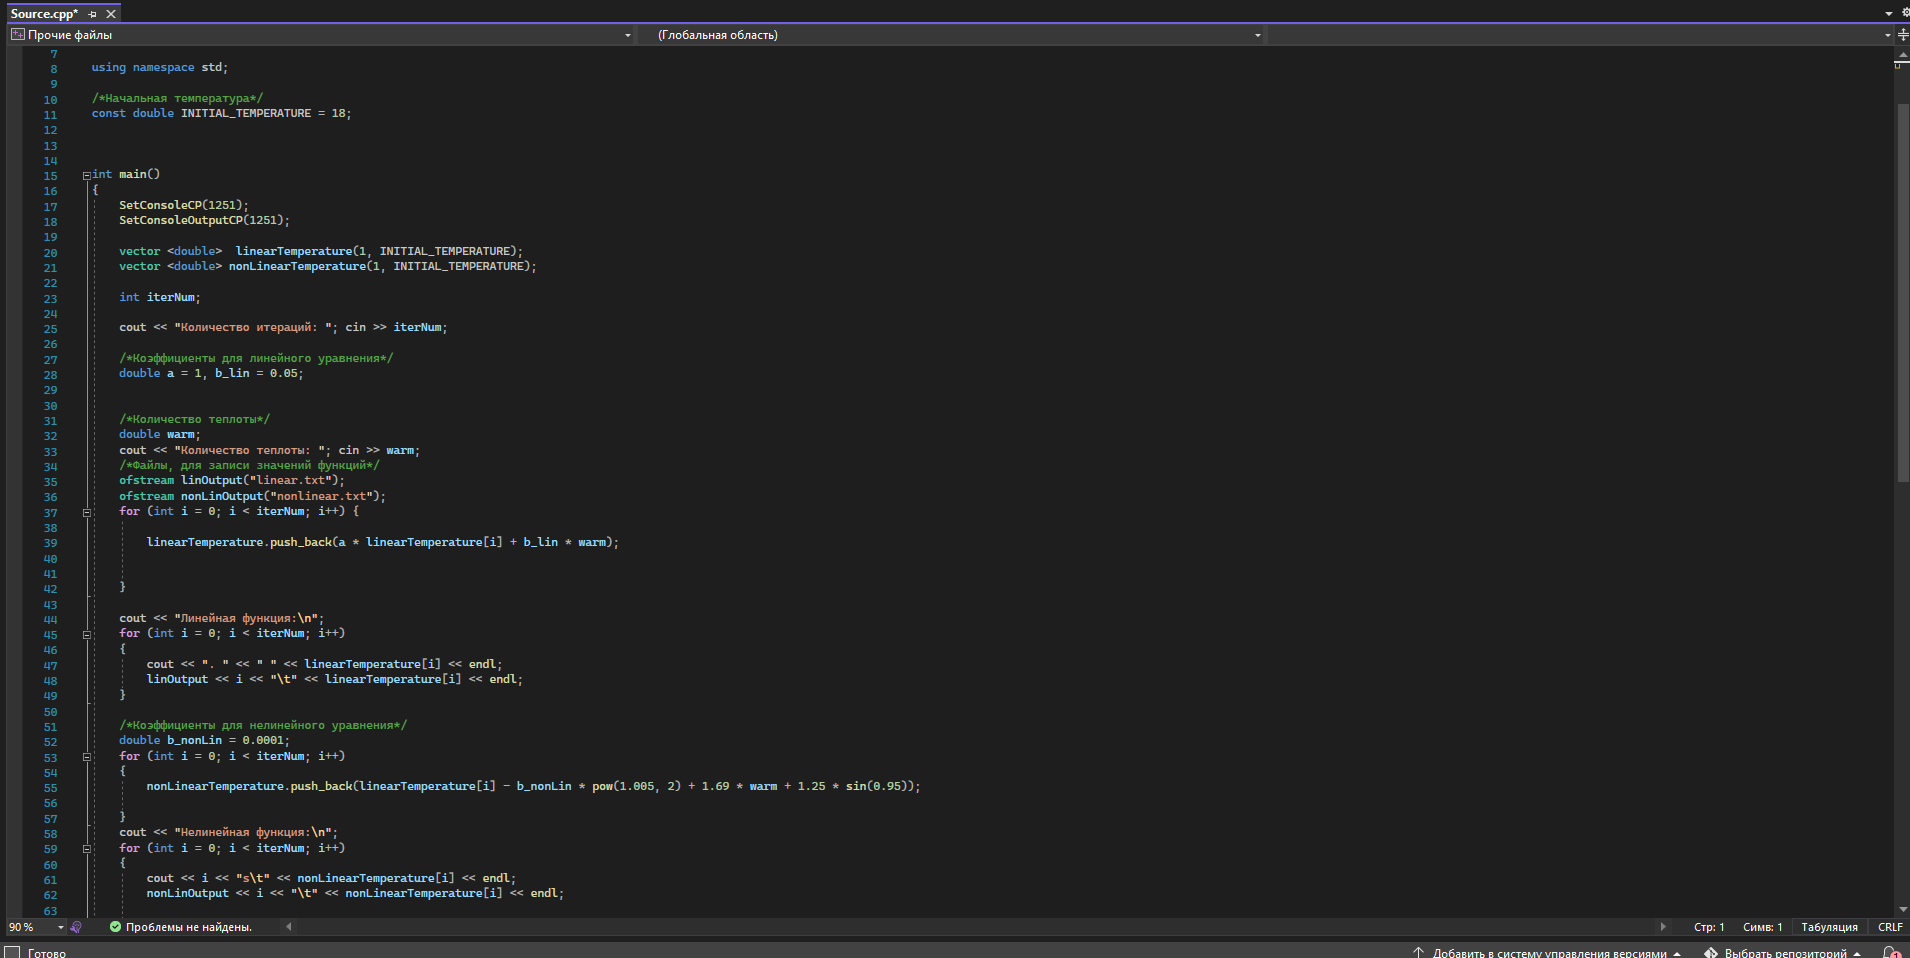 Source.cpp*
Прочие файлы (Глобальная область)
7
8 using namespace std;
9
10 /*Начальная температура*/
11 const double INITIAL_TEMPERATURE = 18;
12
13
14
15 int main()
16 {
17 SetConsoleCP(1251);
18 SetConsoleOutputCP(1251);
19
20 vector <double>  linearTemperature(1, INITIAL_TEMPERATURE);
21 vector <double> nonLinearTemperature(1, INITIAL_TEMPERATURE);
22
23 int iterNum;
24
25 cout << "Количество итераций: "; cin >> iterNum;
26
27 /*Коэффициенты для линейного уравнения*/
28 double a = 1, b_lin = 0.05;
29
30
31 /*Количество теплоты*/
32 double warm;
33 cout << "Количество теплоты: "; cin >> warm;
34 /*Файлы, для записи значений функций*/
35 ofstream linOutput("linear.txt");
36 ofstream nonLinOutput("nonlinear.txt");
37 for (int i = 0; i < iterNum; i++) {
38
39 linearTemperature.push_back(a * linearTemperature[i] + b_lin * warm);
40
41
42 }
43
44 cout << "Линейная функция:\n";
45 for (int i = 0; i < iterNum; i++)
46 {
47 cout << ". " << " " << linearTemperature[i] << endl;
48 linOutput << i << "\t" << linearTemperature[i] << endl;
49 }
50
51 /*Коэффициенты для нелинейного уравнения*/
52 double b_nonLin = 0.0001;
53 for (int i = 0; i < iterNum; i++)
54 {
55 nonLinearTemperature.push_back(linearTemperature[i] - b_nonLin * pow(1.005, 2) + 1.69 * warm + 1.25 * sin(0.95));
56
57 }
58 cout << "Нелинейная функция:\n";
59 for (int i = 0; i < iterNum; i++)
60 {
61 cout << i << "s\t" << nonLinearTemperature[i] << endl;
62 nonLinOutput << i << "\t" << nonLinearTemperature[i] << endl;
63
90 % Проблемы не найдены. Стр: 1 Симв: 1 Табуляция CRLF
Готово Добавить в систему управления версиями Выбрать репозиторий 1